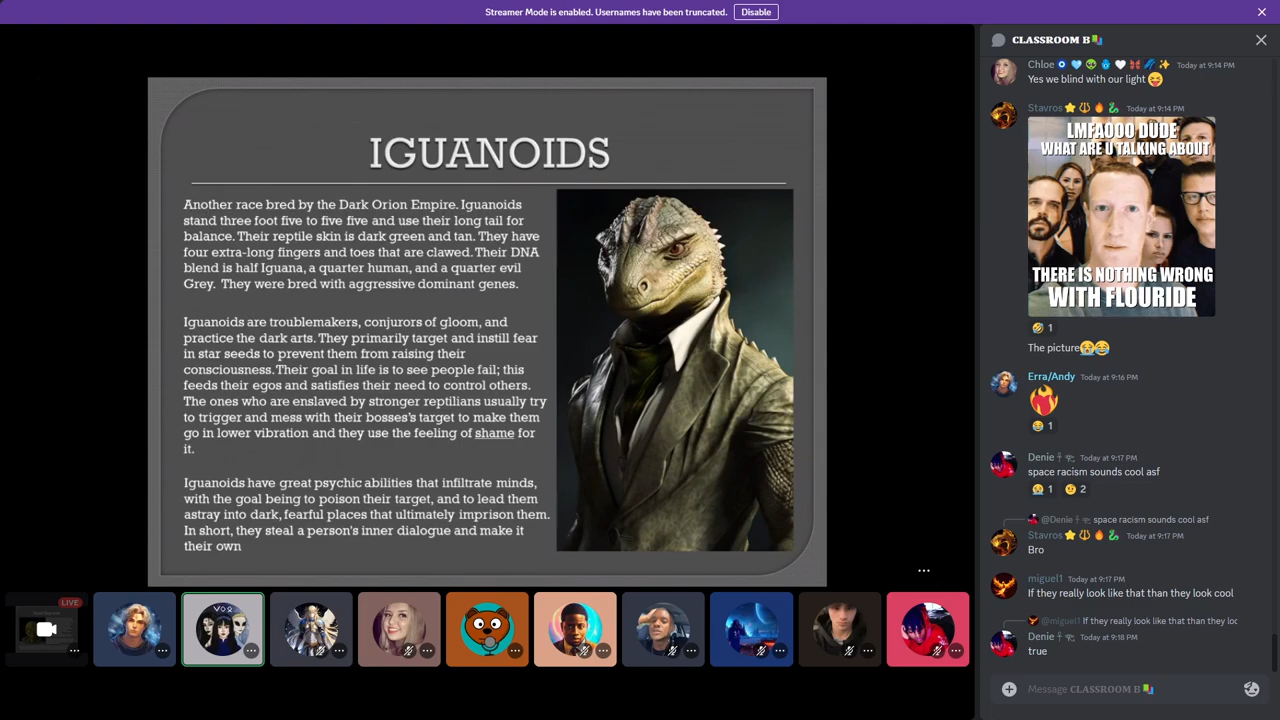 Streamer Mode is enabled. Usernames have been truncated. Disable
IGUANOIDS
Another race bred by the Dark Orion Empire. Iguanoids
stand three foot five to five five and use their long tail for
balance. Their reptile skin is dark green and tan. They have
four extra-long fingers and toes that are clawed. Their DNA
blend is half Iguana, a quarter human, and a quarter evil
Grey. They were bred with aggressive dominant genes.
Iguanoids are troublemakers, conjurors of gloom, and
practice the dark arts. They primarily target and instill fear
in star seeds to prevent them from raising their
consciousness. Their goal in life is to see people fail; this
feeds their egos and satisfies their need to control others.
The ones who are enslaved by stronger reptilians usually try
to trigger and mess with their bosses's target to make them
go in lower vibration and they use the feeling of shame for
it.
Iguanoids have great psychic abilities that infiltrate minds,
with the goal being to poison their target, and to lead them
astray into dark, fearful places that ultimately imprison them.
In short, they steal a person's inner dialogue and make it
their own
LIVE
CLASSROOM B
Chloe Today at 9:14 PM
Yes we blind with our light
Stavros Today at 9:14 PM
LMFAOOO DUDE
WHAT ARE U TALKING ABOUT
THERE IS NOTHING WRONG
WITH FLOURIDE
1
The picture
Erra/Andy Today at 9:16 PM
1
Denie Today at 9:17 PM
space racism sounds cool asf
1 2
@Denie space racism sounds cool asf
Stavros Today at 9:17 PM
Bro
miguel1 Today at 9:17 PM
If they really look like that than they look cool
@miguel1 If they really look like that than they loc
Denie Today at 9:18 PM
true
Message CLASSROOM B